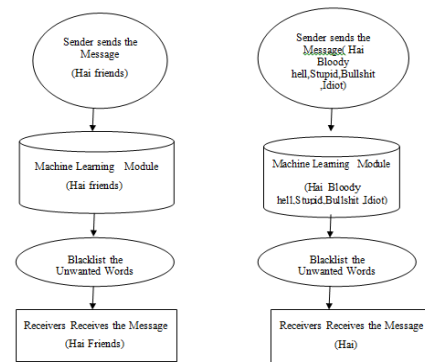 Sender sends the
Message
(Hai friends)
Machine Learning Module
(Hai friends)
Blacklist the
Unwanted Words
Receivers Receives the Message
(Hai Friends)
Sender sends the
Message( Hai
Bloody
hell,Stupid,Bullshit
,Idiot)
Machine Learning Module
(Hai Bloody
hell,Stupid,Bullshit ,Idiot)
Blacklist the
Unwanted Words
Receivers Receives the Message
(Hai)